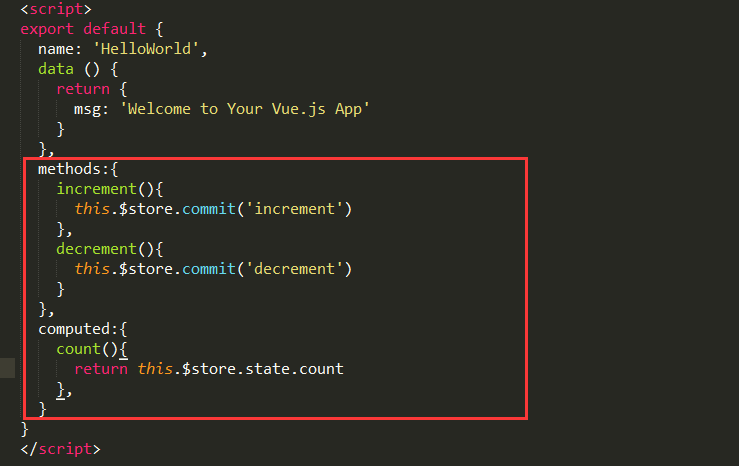 <script>
export default {
  name: 'HelloWorld',
  data () {
    return {
      msg: 'Welcome to Your Vue.js App'
    }
  },
  methods:{
    increment(){
      this.$store.commit('increment')
    },
    decrement(){
      this.$store.commit('decrement')
    }
  },
  computed:{
    count(){
      return this.$store.state.count
    },
  }
}
</script>